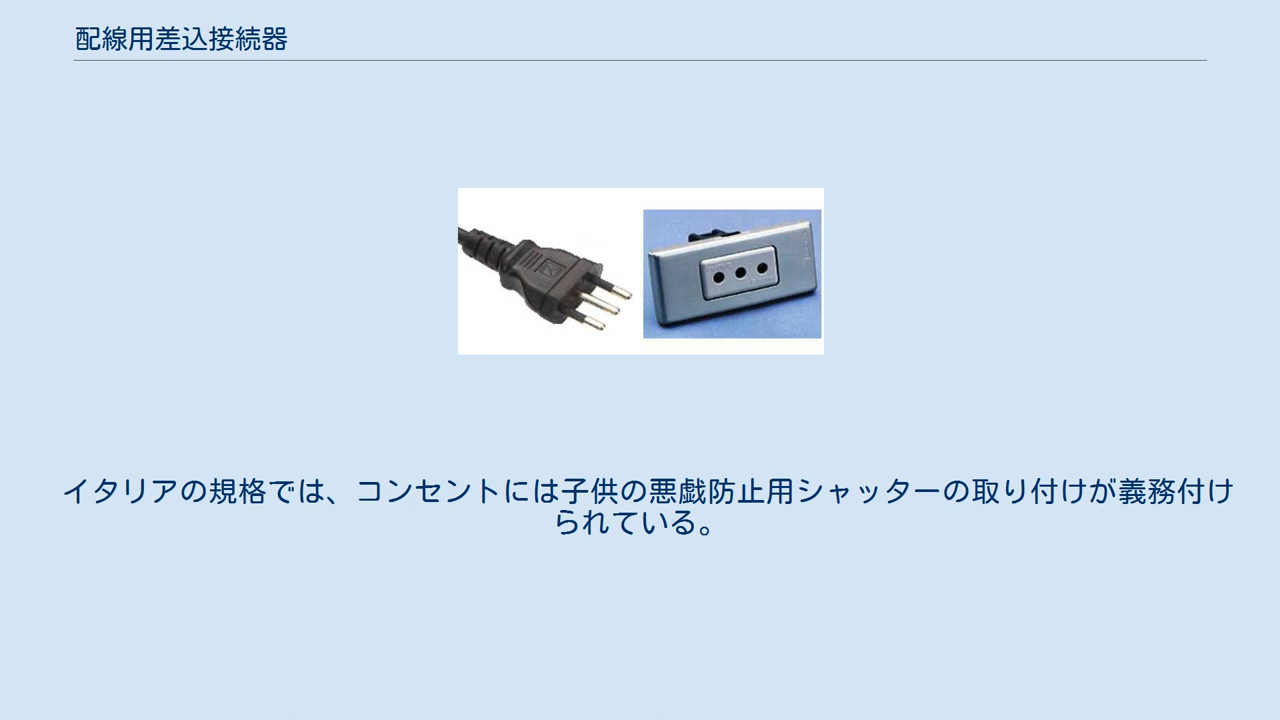 配線用差込接続器
イタリアの規格では、コンセントには子供の悪戯防止用シャッターの取り付けが義務付け
られている。